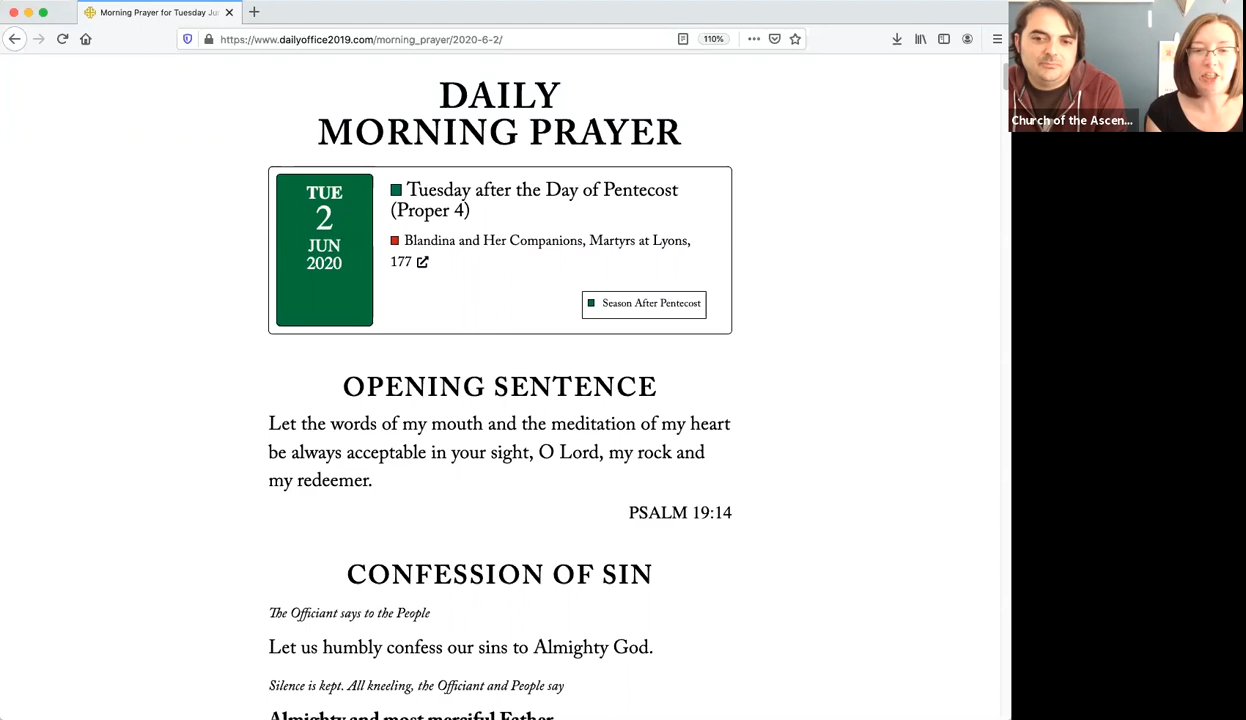 Morning Prayer for Tuesday Ju
https://www.dailyoffice2019.com/morning_prayer/2020-6-2/
110%
Church of the Ascen...
DAILY
MORNING PRAYER
TUE
2
JUN
2020
Tuesday after the Day of Pentecost
(Proper 4)
Blandina and Her Companions, Martyrs at Lyons,
177
Season After Pentecost
OPENING SENTENCE
Let the words of my mouth and the meditation of my heart
be always acceptable in your sight, O Lord, my rock and
my redeemer.
PSALM 19:14
CONFESSION OF SIN
The Officiant says to the People
Let us humbly confess our sins to Almighty God.
Silence is kept. All kneeling, the Officiant and People say
Almighty and most merciful Father